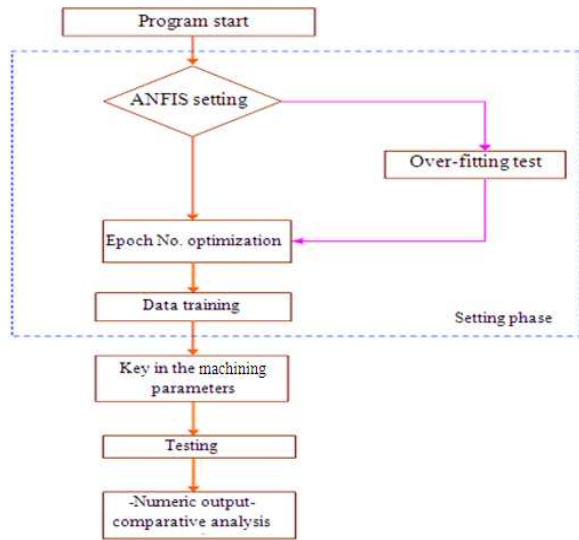 Program start
ANFIS setting
Over-fitting test
Epoch No. optimization
Data training
Setting phase
Key in the machining
parameters
Testing
-Numeric output-
comparative analysis